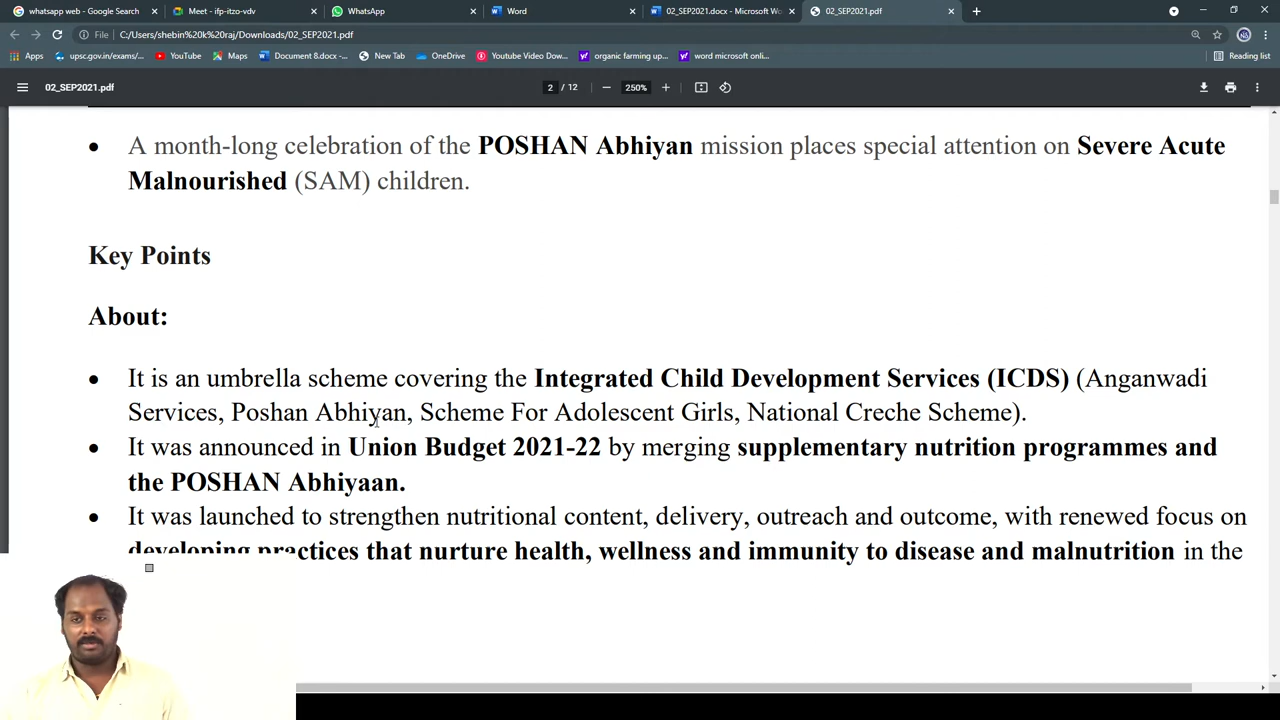 whatsapp web - Google Search
Meet - ifp-itzo-vdv
WhatsApp
Word
02_SEP2021.docx - Microsoft Wo
02_SEP2021.pdf
File
C:/Users/shebin%20k%20raj/Downloads/02_SEP2021.pdf
Apps
upsc.gov.in/exams/...
YouTube
Maps
Document 8.docx -...
New Tab
OneDrive
Youtube Video Dow...
organic farming up...
word microsoft onli...
Reading list
02_SEP2021.pdf
2 / 12
250%
• A month-long celebration of the POSHAN Abhiyan mission places special attention on Severe Acute
Malnourished (SAM) children.
Key Points
About:
• It is an umbrella scheme covering the Integrated Child Development Services (ICDS) (Anganwadi
Services, Poshan Abhiyan, Scheme For Adolescent Girls, National Creche Scheme).
• It was announced in Union Budget 2021-22 by merging supplementary nutrition programmes and
the POSHAN Abhiyaan.
• It was launched to strengthen nutritional content, delivery, outreach and outcome, with renewed focus on
developing practices that nurture health, wellness and immunity to disease and malnutrition in the